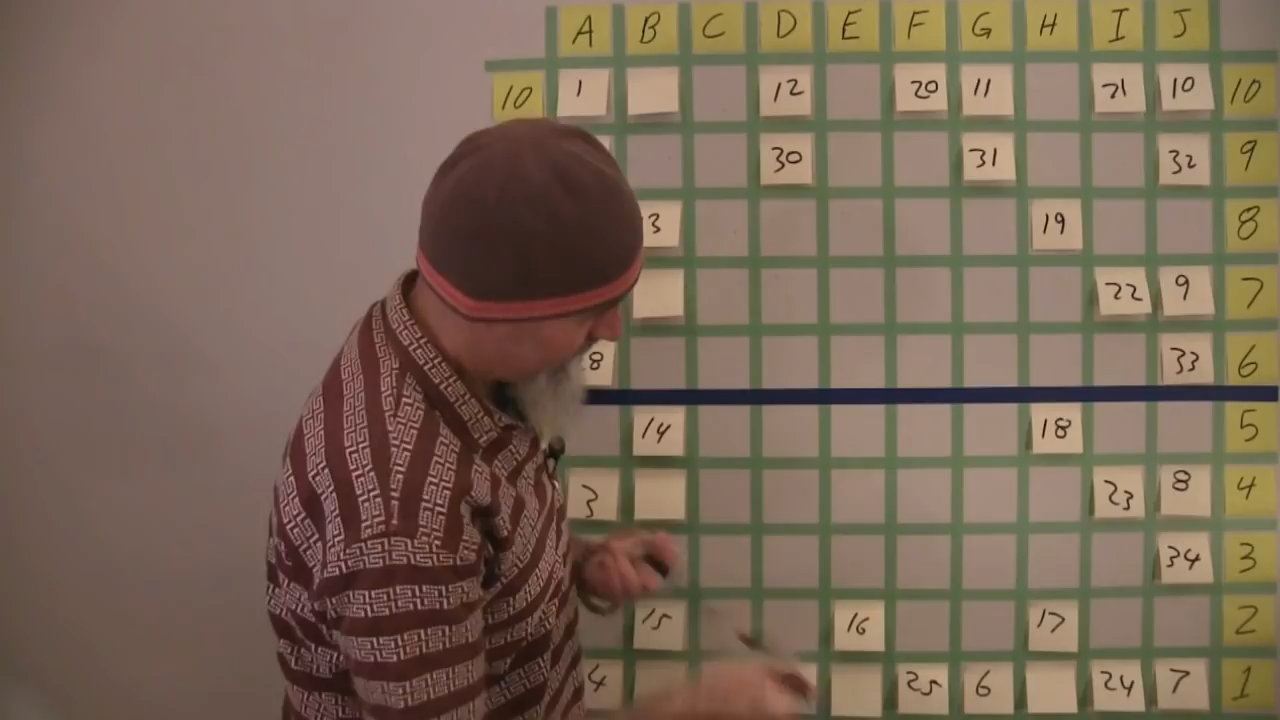 A B C D E F G H I J
10 1 12 20 11 21 10 10
30 31 32 9
3 19 8
22 9 7
8 33 6
14 18 5
3 23 8 4
34 3
15 16 17 2
4 25 6 24 7 1